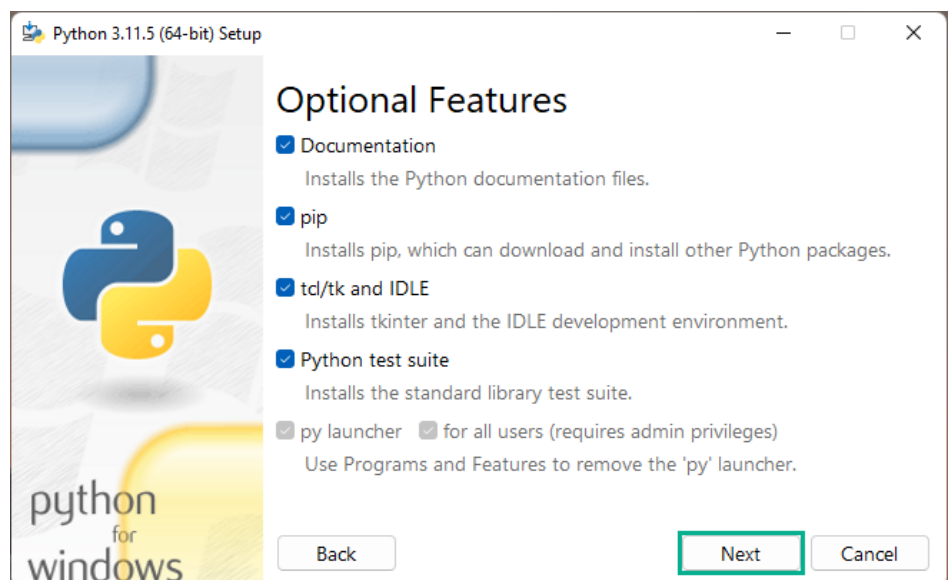 Python 3.11.5 (64-bit) Setup
Optional Features
Documentation
Installs the Python documentation files.
pip
Installs pip, which can download and install other Python packages.
tcl/tk and IDLE
Installs tkinter and the IDLE development environment.
Python test suite
Installs the standard library test suite.
py launcher for all users (requires admin privileges)
Use Programs and Features to remove the 'py' launcher.
python
for
windows
Back Next Cancel